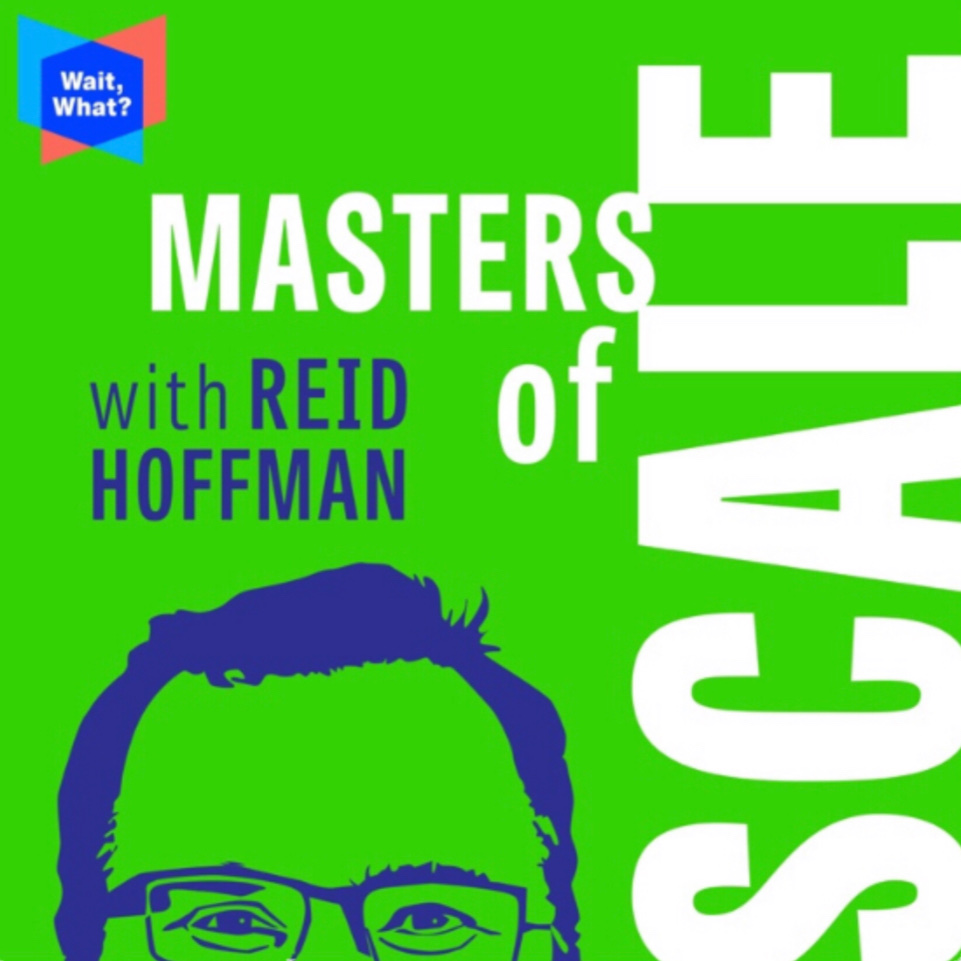 Wait,
What?
MASTERS
of
SCALE
with REID
HOFFMAN